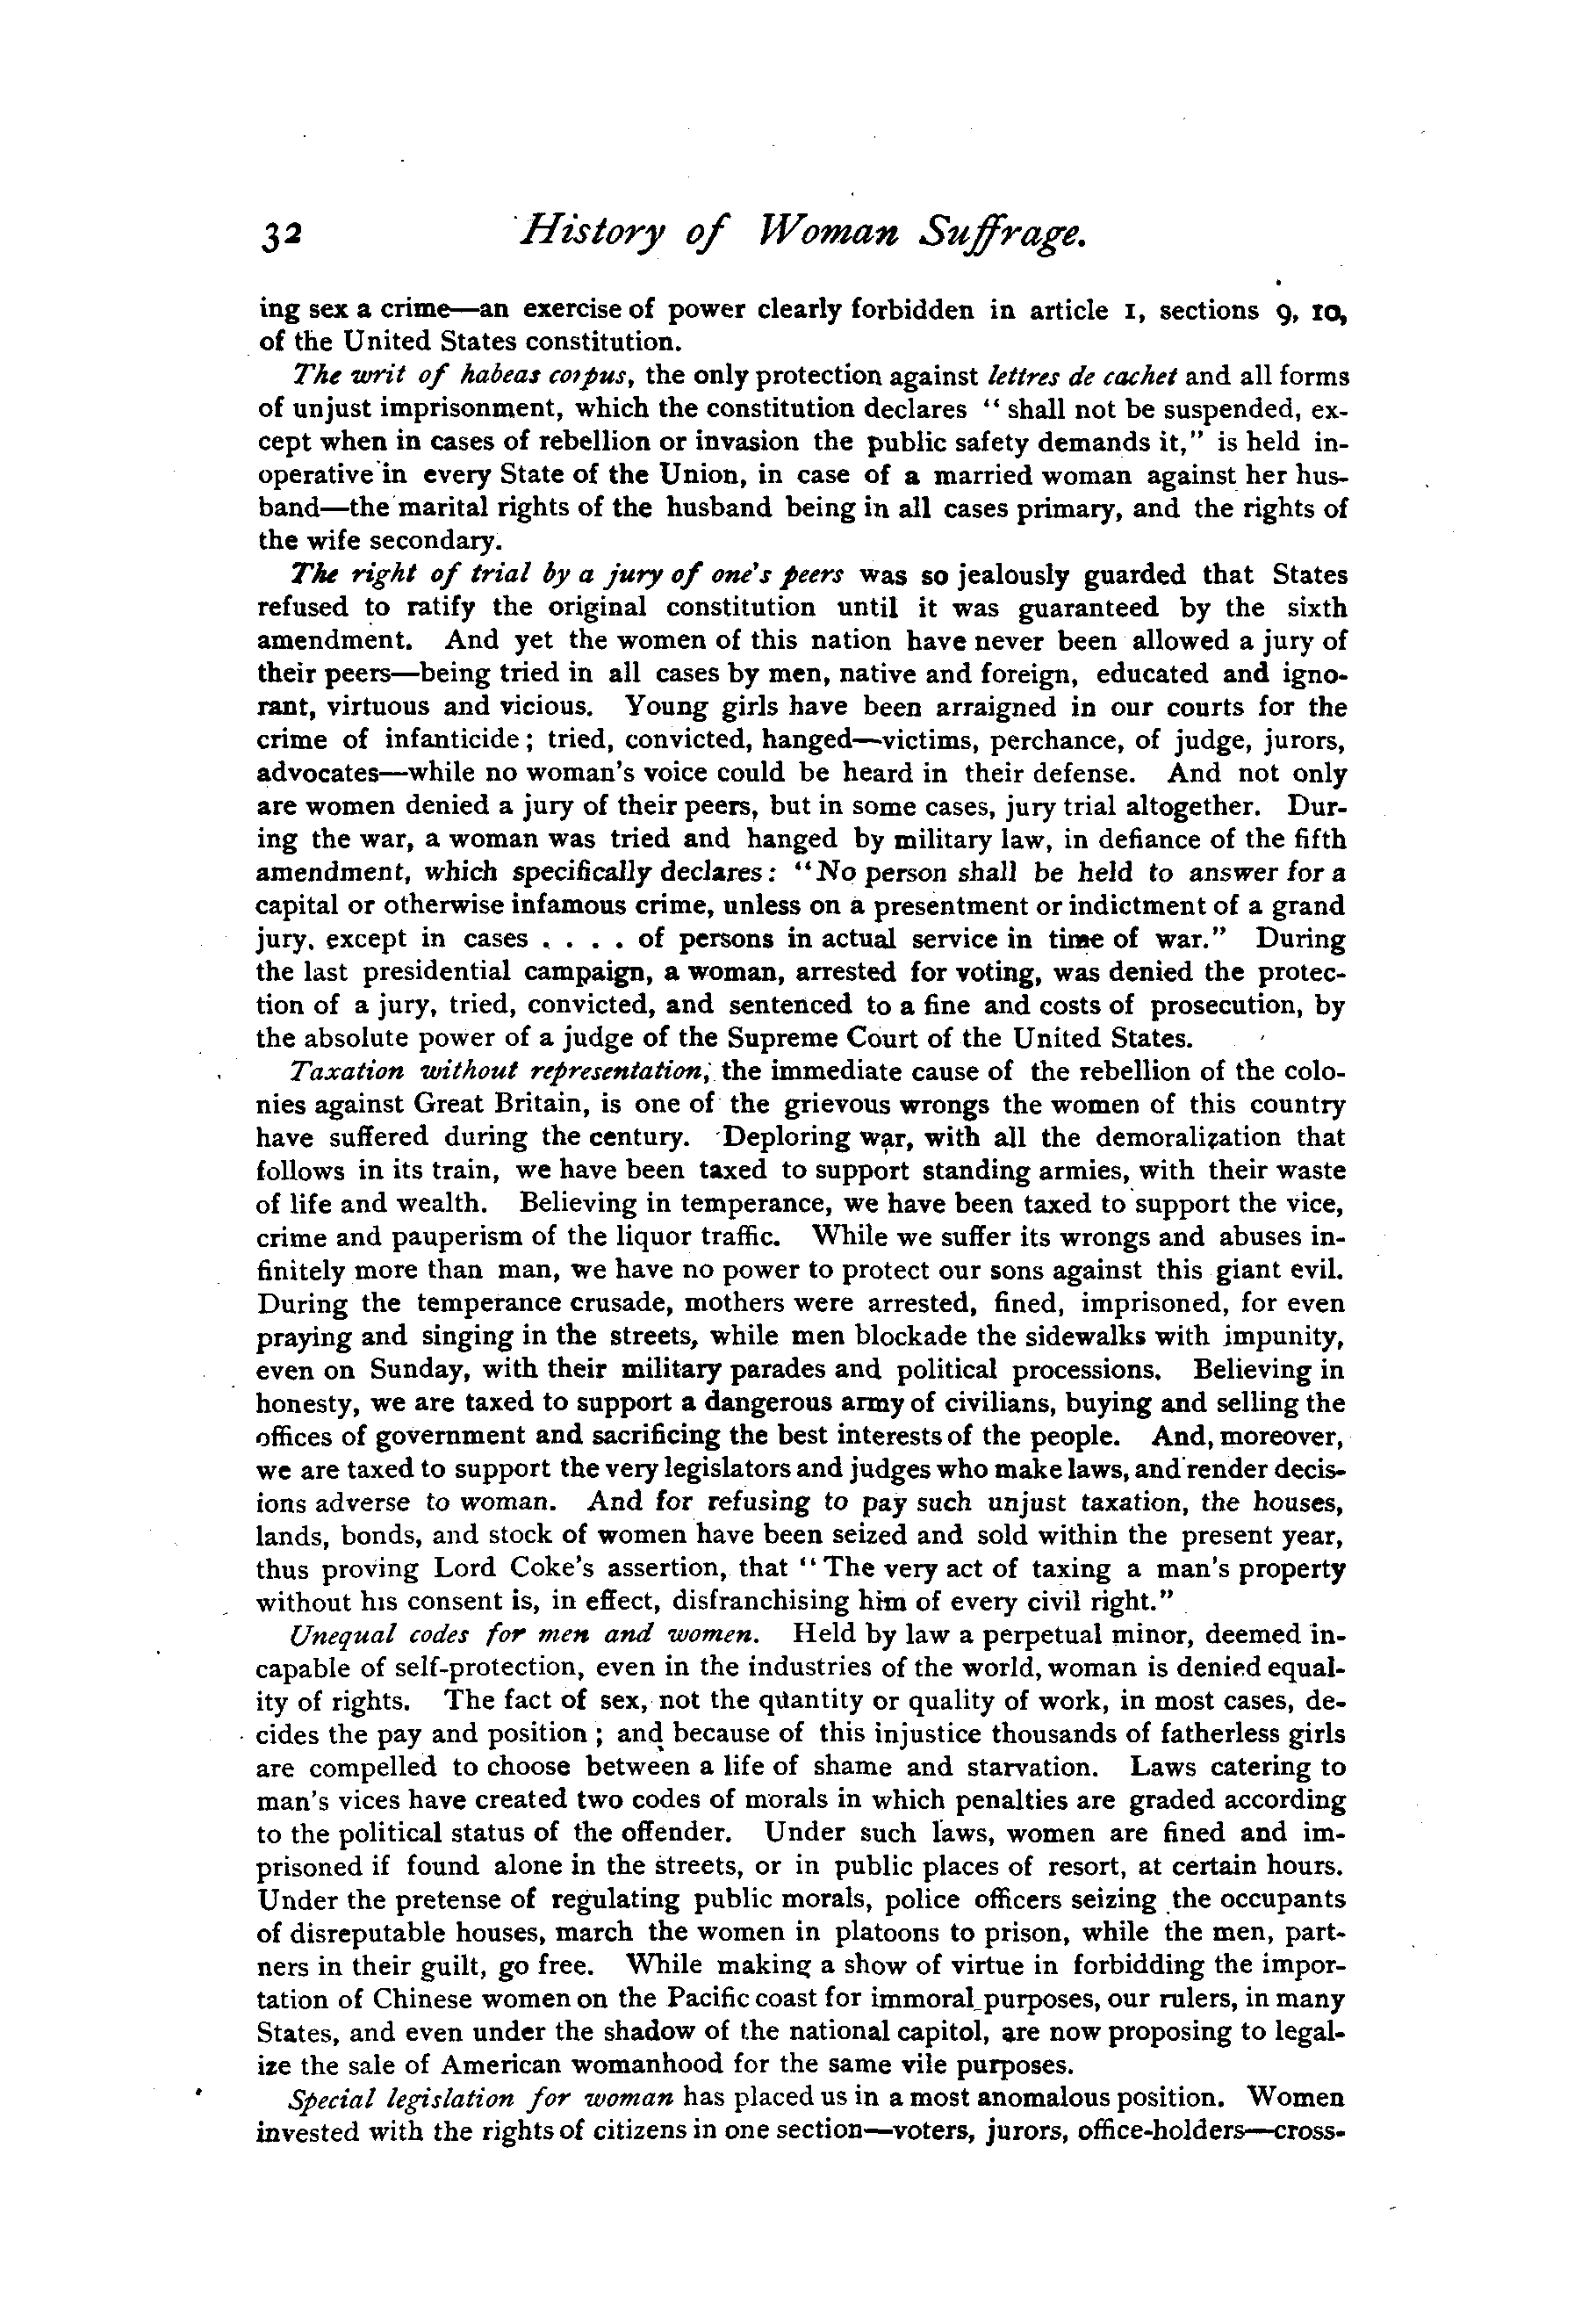 32 History of Woman Suffrage.
ing sex a crime—an exercise of power clearly forbidden in article 1, sections 9, 10,
of the United States constitution.
The writ of habeas corpus, the only protection against lettres de cachet and all forms
of unjust imprisonment, which the constitution declares "shall not be suspended, ex-
cept when in cases of rebellion or invasion the public safety demands it," is held in-
operative in every State of the Union, in case of a married woman against her hus-
band—the marital rights of the husband being in all cases primary, and the rights of
the wife secondary.
The right of trial by a jury of one's peers was so jealously guarded that States
refused to ratify the original constitution until it was guaranteed by the sixth
amendment. And yet the women of this nation have never been allowed a jury of
their peers—being tried in all cases by men, native and foreign, educated and igno-
rant, virtuous and vicious. Young girls have been arraigned in our courts for the
crime of infanticide; tried, convicted, hanged—victims, perchance, of judge, jurors,
advocates—while no woman's voice could be heard in their defense. And not only
are women denied a jury of their peers, but in some cases, jury trial altogether. Dur-
ing the war, a woman was tried and hanged by military law, in defiance of the fifth
amendment, which specifically declares: "No person shall be held to answer for a
capital or otherwise infamous crime, unless on a presentment or indictment of a grand
jury, except in cases . . . . of persons in actual service in time of war." During
the last presidential campaign, a woman, arrested for voting, was denied the protec-
tion of a jury, tried, convicted, and sentenced to a fine and costs of prosecution, by
the absolute power of a judge of the Supreme Court of the United States.
Taxation without representation, the immediate cause of the rebellion of the colo-
nies against Great Britain, is one of the grievous wrongs the women of this country
have suffered during the century. Deploring war, with all the demoralization that
follows in its train, we have been taxed to support standing armies, with their waste
of life and wealth. Believing in temperance, we have been taxed to support the vice,
crime and pauperism of the liquor traffic. While we suffer its wrongs and abuses in-
finitely more than man, we have no power to protect our sons against this giant evil.
During the temperance crusade, mothers were arrested, fined, imprisoned, for even
praying and singing in the streets, while men blockade the sidewalks with impunity,
even on Sunday, with their military parades and political processions. Believing in
honesty, we are taxed to support a dangerous army of civilians, buying and selling the
offices of government and sacrificing the best interests of the people. And, moreover,
we are taxed to support the very legislators and judges who make laws, and render decis-
ions adverse to woman. And for refusing to pay such unjust taxation, the houses,
lands, bonds, and stock of women have been seized and sold within the present year,
thus proving Lord Coke's assertion, that "The very act of taxing a man's property
without his consent is, in effect, disfranchising him of every civil right."
Unequal codes for men and women. Held by law a perpetual minor, deemed in-
capable of self-protection, even in the industries of the world, woman is denied equal-
ity of rights. The fact of sex, not the quantity or quality of work, in most cases, de-
cides the pay and position; and because of this injustice thousands of fatherless girls
are compelled to choose between a life of shame and starvation. Laws catering to
man's vices have created two codes of morals in which penalties are graded according
to the political status of the offender. Under such laws, women are fined and im-
prisoned if found alone in the streets, or in public places of resort, at certain hours.
Under the pretense of regulating public morals, police officers seizing the occupants
of disreputable houses, march the women in platoons to prison, while the men, part-
ners in their guilt, go free. While making a show of virtue in forbidding the impor-
tation of Chinese women on the Pacific coast for immoral purposes, our rulers, in many
States, and even under the shadow of the national capitol, are now proposing to legal-
ize the sale of American womanhood for the same vile purposes.
Special legislation for woman has placed us in a most anomalous position. Women
invested with the rights of citizens in one section—voters, jurors, office-holders—cross-